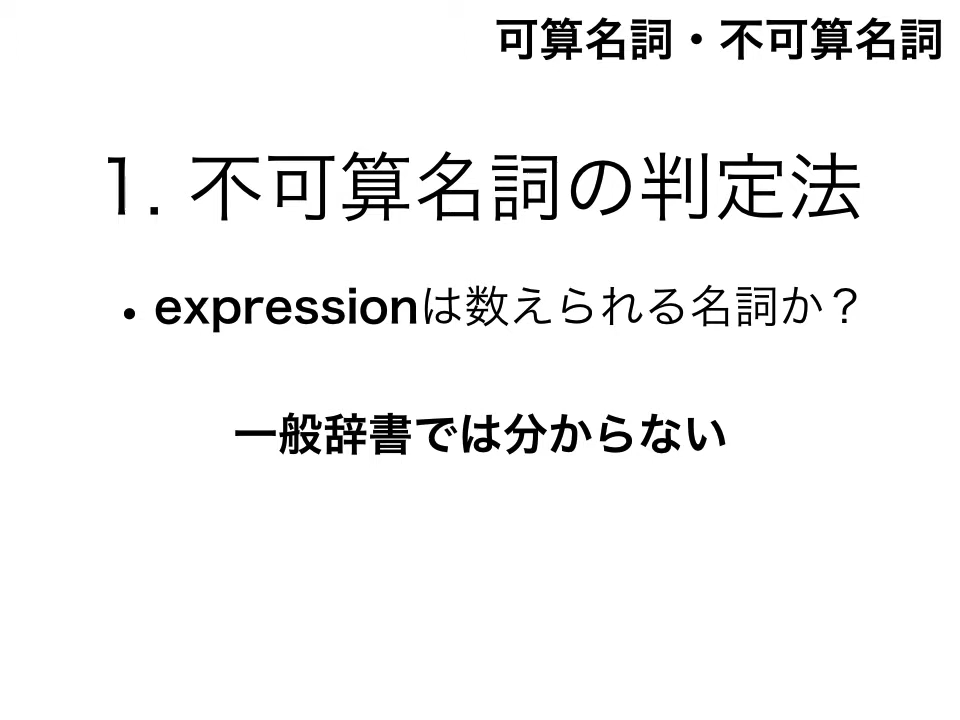 可算名詞・不可算名詞
1. 不可算名詞の判定法
• expressionは数えられる名詞か？
一般辞書では分からない